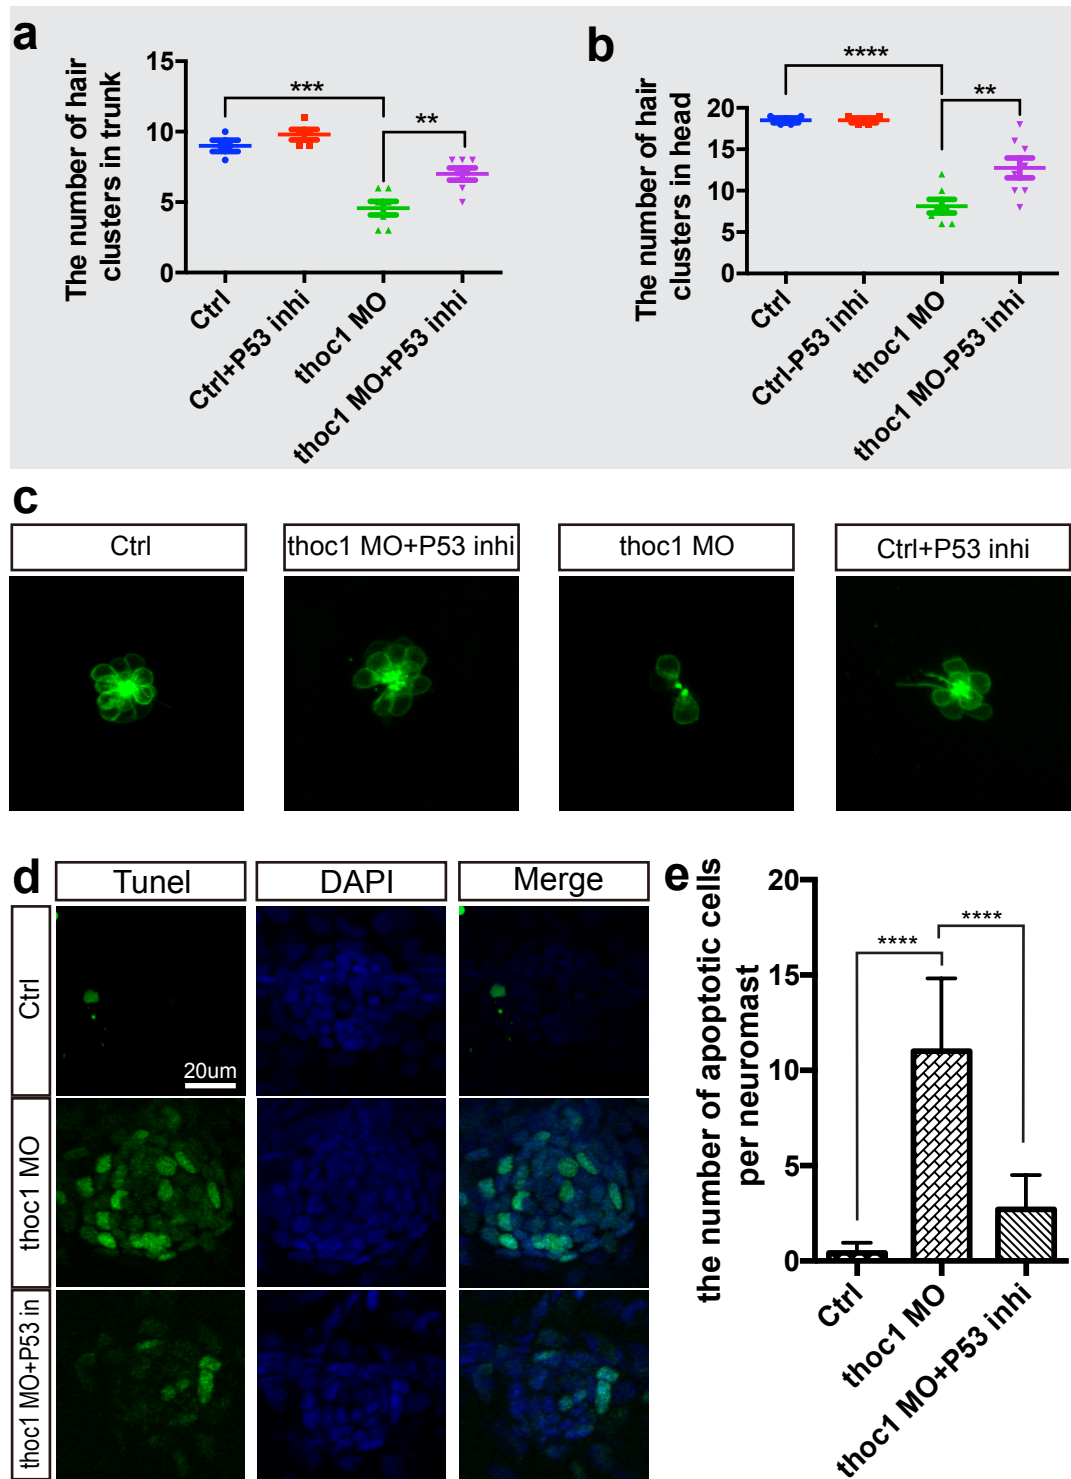 a
The number of hair
clusters in trunk
15
10
5
0
***
**
Ctrl
Ctrl+P53 inhi
thoc1 MO
thoc1 MO+P53 inhi
b
The number of hair
clusters in head
20
15
10
5
0
****
**
Ctrl
Ctrl-P53 inhi
thoc1 MO
thoc1 MO-P53 inhi
c
Ctrl
thoc1 MO+P53 inhi
thoc1 MO
Ctrl+P53 inhi
d
Tunel
DAPI
Merge
Ctrl
20um
thoc1 MO
thoc1 MO+P53 in
e
the number of apoptotic cells
per neuromast
20
15
10
5
0
****
****
Ctrl
thoc1 MO
thoc1 MO+P53 inhi